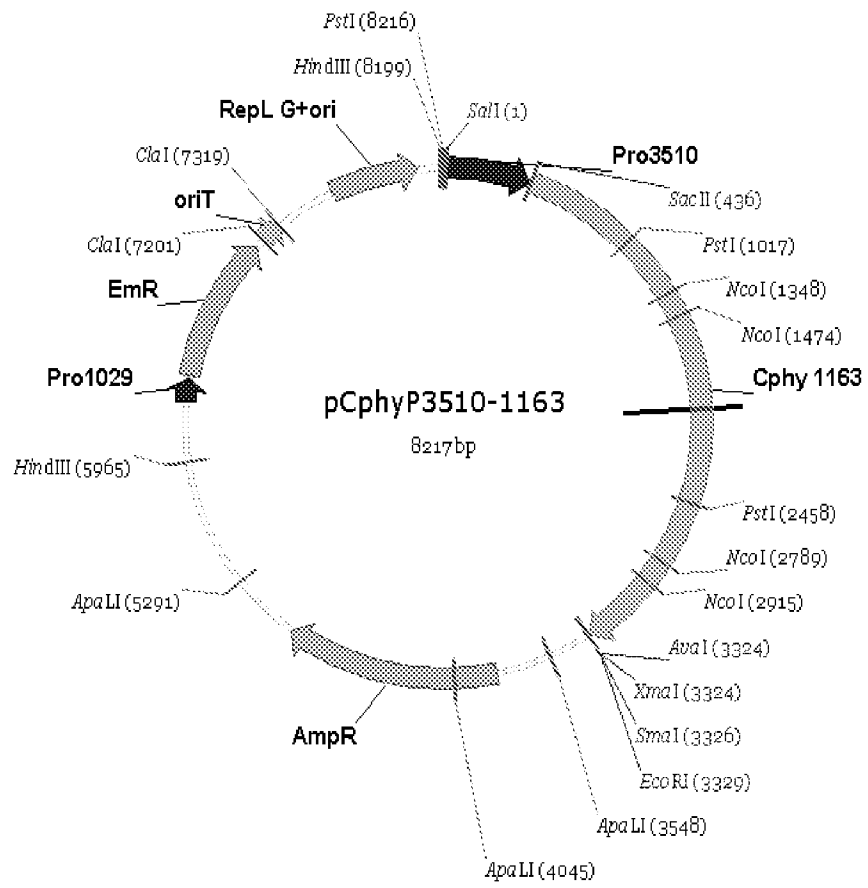 PstI (8216)
HindIII (8199)
SalI (1)
RepL G+ori
Pro3510
ClaI (7319)
SacII (436)
oriT
PstI (1017)
ClaI (7201)
NcoI (1348)
EmR
NcoI (1474)
Pro1029
Cphy 1163
pCphyP3510-1163
8217bp
HindIII (5965)
PstI (2458)
NcoI (2789)
ApaLI (5291)
NcoI (2915)
AvaI (3324)
XmaI (3324)
AmpR
SmaI (3326)
EcoRI (3329)
ApaLI (3548)
ApaLI (4045)